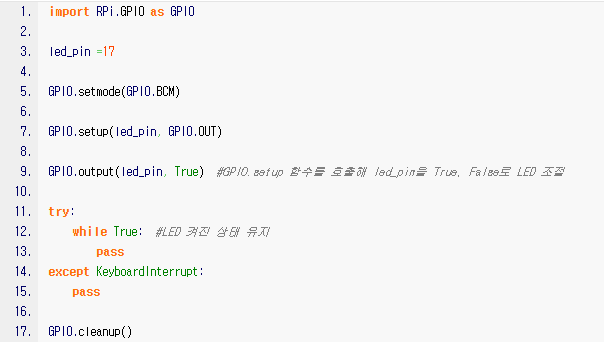 1. import RPi.GPIO as GPIO
2.
3. led_pin =17
4.
5. GPIO.setmode(GPIO.BCM)
6.
7. GPIO.setup(led_pin, GPIO.OUT)
8.
9. GPIO.output(led_pin, True)  #GPIO.setup 함수를 호출해 led_pin을 True, False로 LED 조절
10.
11. try:
12.     while True:  #LED 켜진 상태 유지
13.         pass
14. except KeyboardInterrupt:
15.     pass
16.
17. GPIO.cleanup()